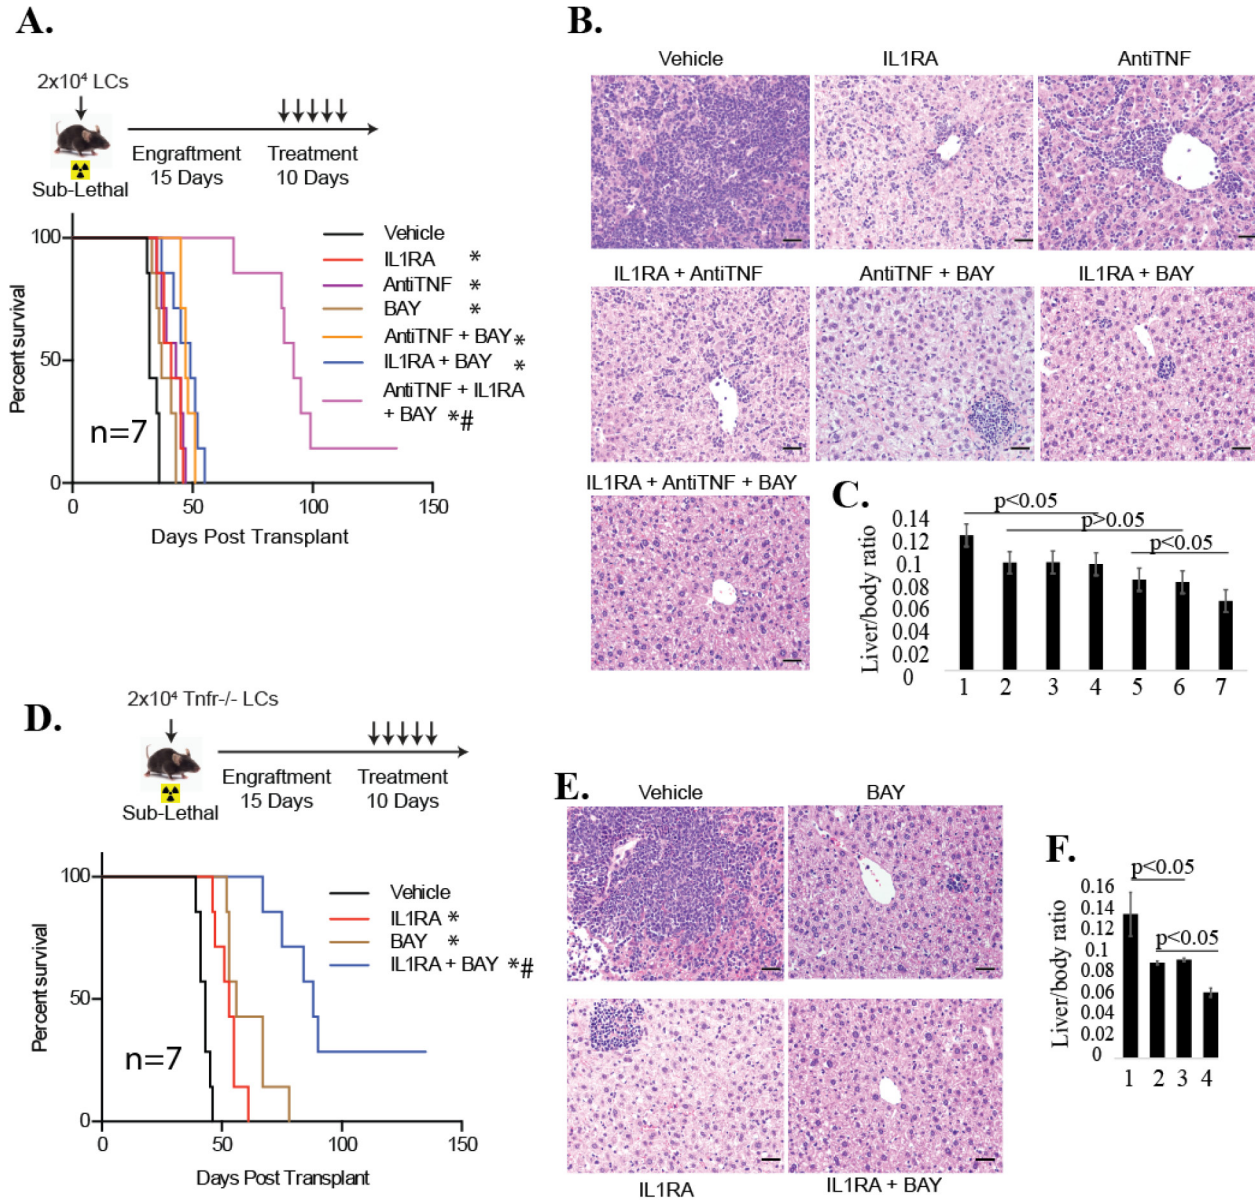 A.
2x10⁴ LCs
Sub-Lethal
Engraftment
15 Days
Treatment
10 Days
Percent survival
100
50
0
0
50
100
150
Days Post Transplant
n=7
Vehicle
IL1RA *
AntiTNF *
BAY *
AntiTNF + BAY *
IL1RA + BAY *
AntiTNF + IL1RA
+ BAY *#
B.
Vehicle
IL1RA
AntiTNF
IL1RA + AntiTNF
AntiTNF + BAY
IL1RA + BAY
IL1RA + AntiTNF + BAY
C.
p<0.05
p>0.05
p<0.05
Liver/body ratio
0.14
0.12
0.1
0.08
0.06
0.04
0.02
0
1 2 3 4 5 6 7
D.
2x10⁴ Tnfr-/- LCs
Sub-Lethal
Engraftment
15 Days
Treatment
10 Days
Percent survival
100
50
0
0
50
100
150
Days Post Transplant
n=7
Vehicle
IL1RA *
BAY *
IL1RA + BAY *#
E.
Vehicle
BAY
IL1RA
IL1RA + BAY
F.
p<0.05
p<0.05
Liver/body ratio
0.16
0.14
0.12
0.1
0.08
0.06
0.04
0.02
0
1 2 3 4